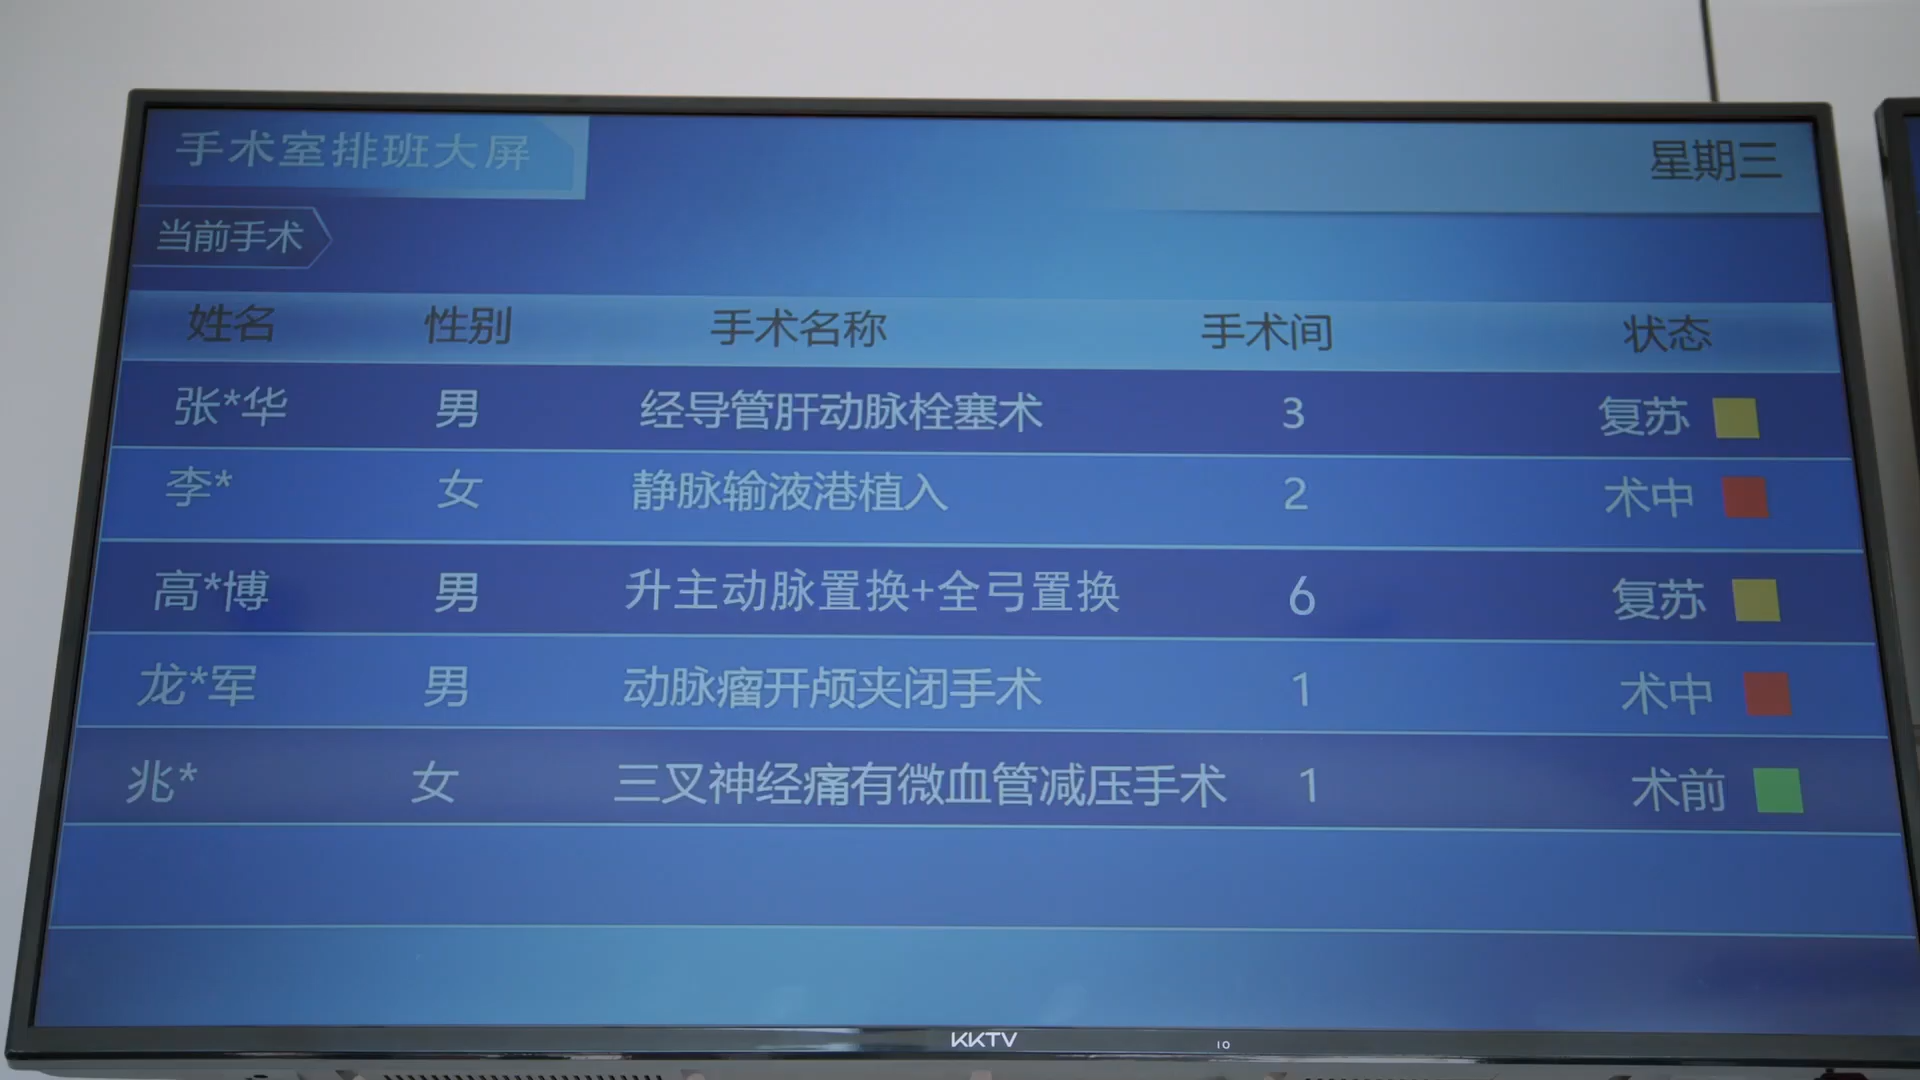 手术室排班大屏
星期三
当前手术
姓名 性别 手术名称 手术间 状态
张*华 男 经导管肝动脉栓塞术 3 复苏
李* 女 静脉输液港植入 2 术中
高*博 男 升主动脉置换+全弓置换 6 复苏
龙*军 男 动脉瘤开颅夹闭手术 1 术中
兆* 女 三叉神经痛有微血管减压手术 1 术前
KKTV